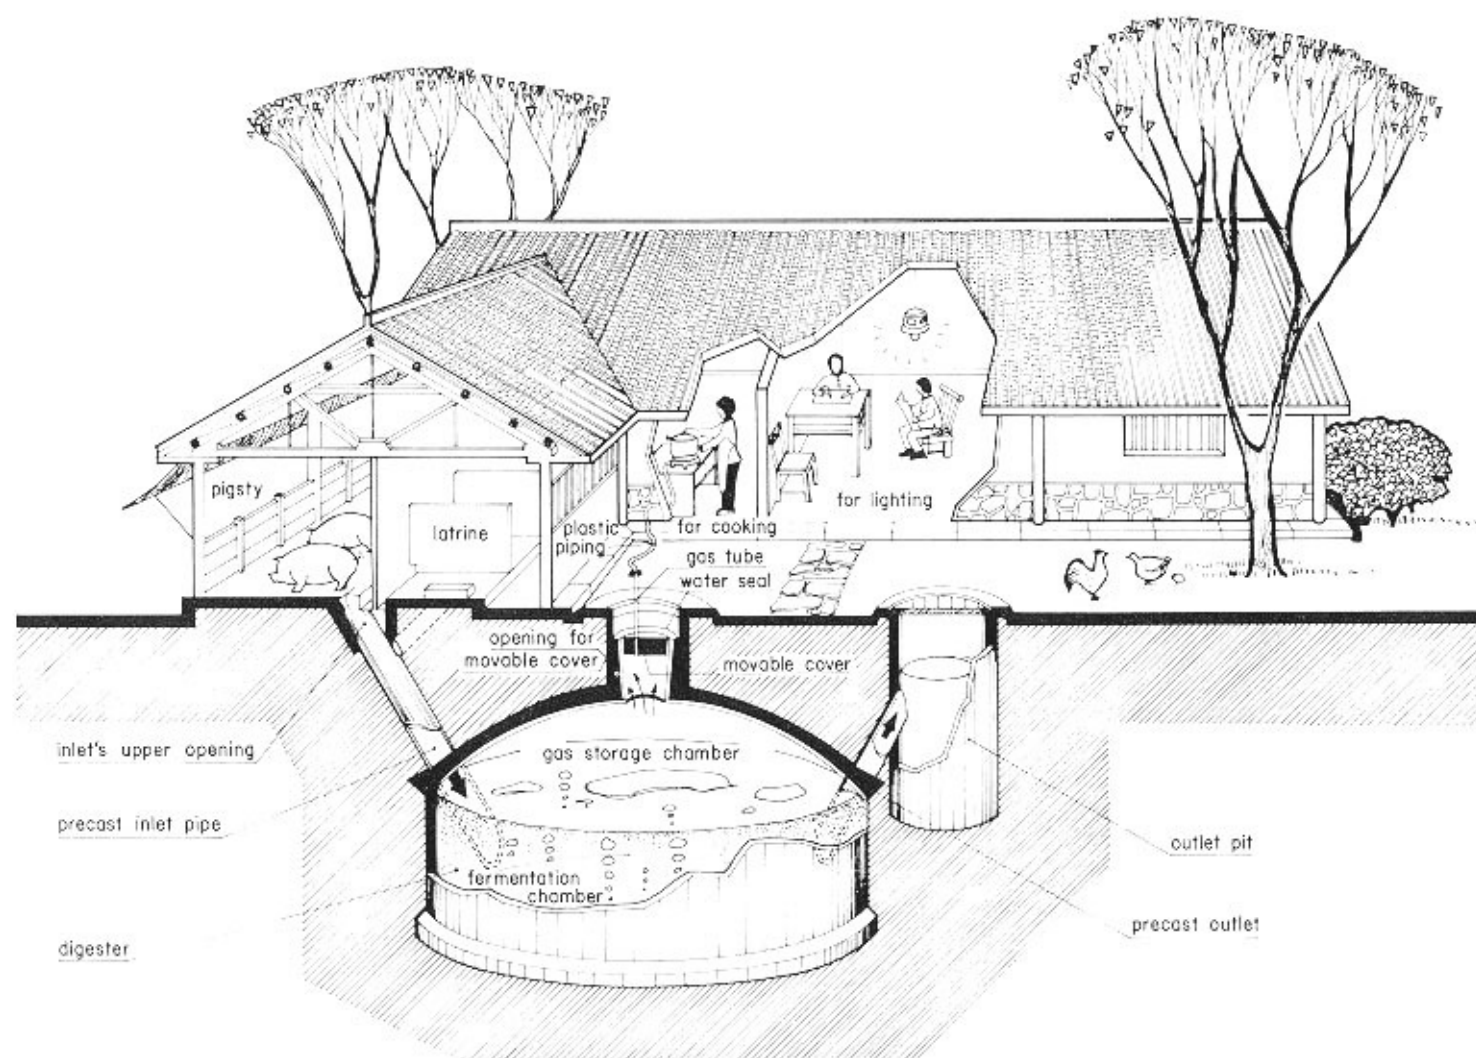 pigsty
latrine
plastic
piping
for cooking
for lighting
gas tube
water seal
opening for
movable cover
movable cover
inlet's upper opening
gas storage chamber
precast inlet pipe
outlet pit
fermentation
chamber
precast outlet
digester